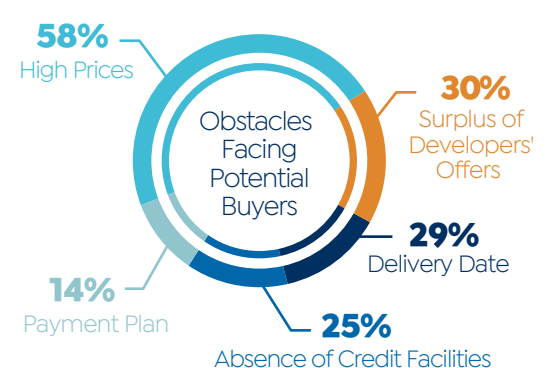 58%
High Prices
Obstacles
Facing
Potential
Buyers
30%
Surplus of
Developers'
Offers
29%
Delivery Date
14%
Payment Plan
25%
Absence of Credit Facilities